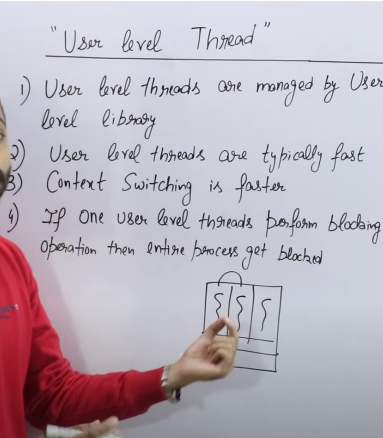 "User level Thread"
1) User level threads are managed by User
level library
2) User level threads are typically fast
3) Context Switching is faster
4) If One user level threads perform blocking
operation then entire process get blocked